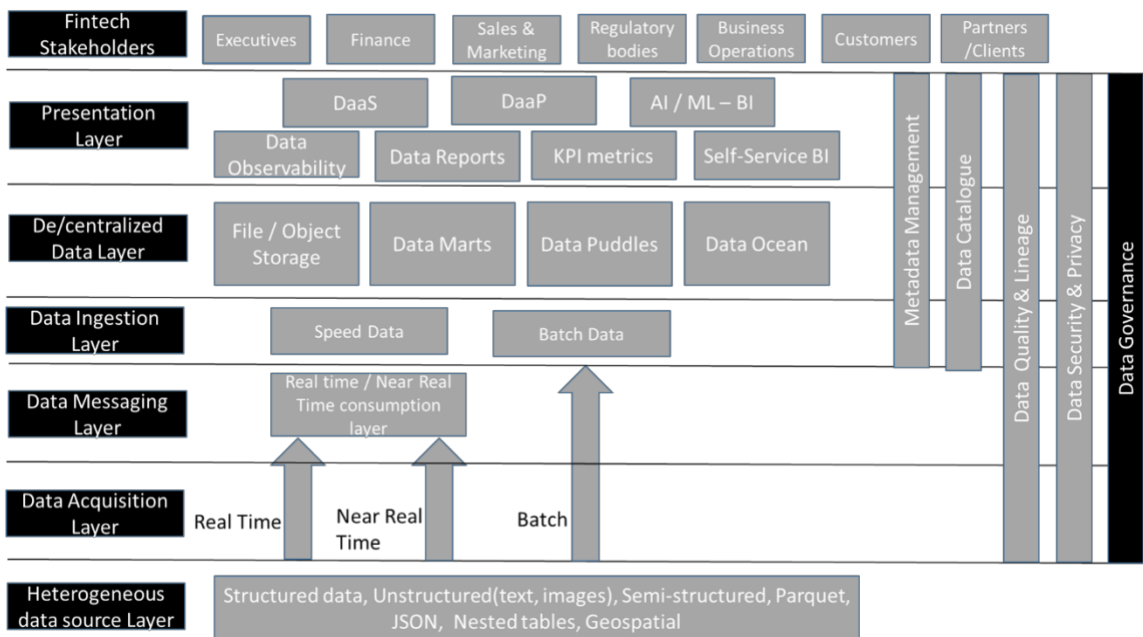 Fintech
Stakeholders
Executives
Finance
Sales &
Marketing
Regulatory
bodies
Business
Operations
Customers
Partners
/Clients
Presentation
Layer
DaaS
DaaP
AI / ML – BI
Data
Observability
Data Reports
KPI metrics
Self-Service BI
De/centralized
Data Layer
File / Object
Storage
Data Marts
Data Puddles
Data Ocean
Data Ingestion
Layer
Speed Data
Batch Data
Data Messaging
Layer
Real time / Near Real
Time consumption
layer
Data Acquisition
Layer
Real Time
Near Real
Time
Batch
Heterogeneous
data source Layer
Structured data, Unstructured(text, images), Semi-structured, Parquet,
JSON, Nested tables, Geospatial
Metadata Management
Data Catalogue
Data Quality & Lineage
Data Security & Privacy
Data Governance